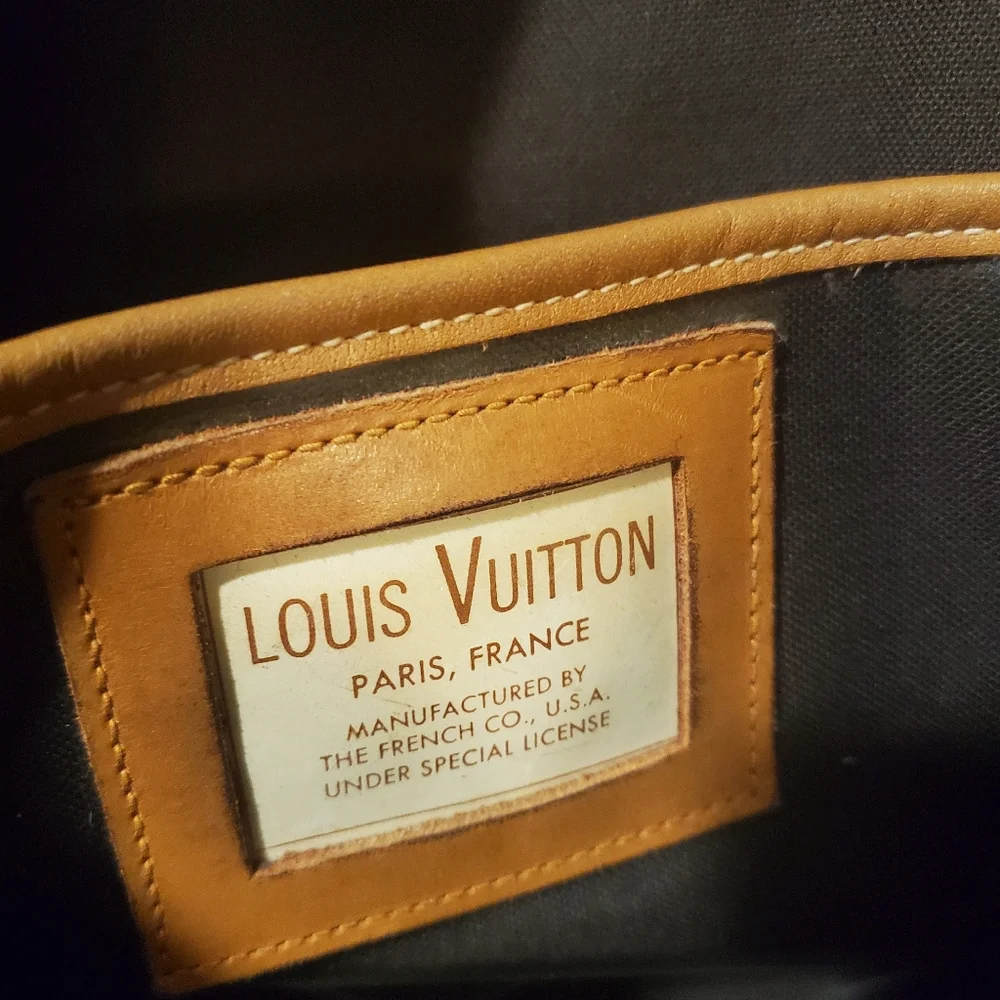 LOUIS VUITTON
PARIS, FRANCE
MANUFACTURED BY
THE FRENCH CO., U.S.A.
UNDER SPECIAL LICENSE